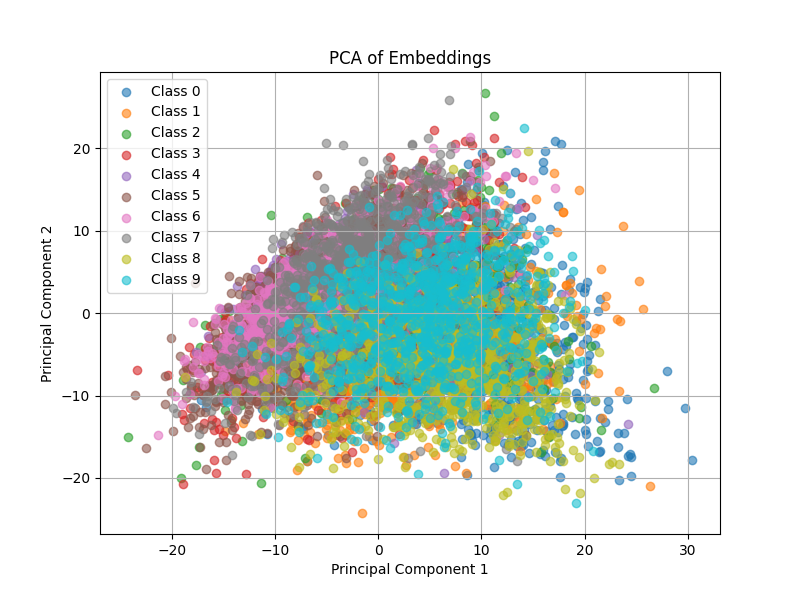 PCA of Embeddings
Class 0
Class 1
Class 2
Class 3
Class 4
Class 5
Class 6
Class 7
Class 8
Class 9
20
10
0
−10
−20
Principal Component 2
−20 −10 0 10 20 30
Principal Component 1